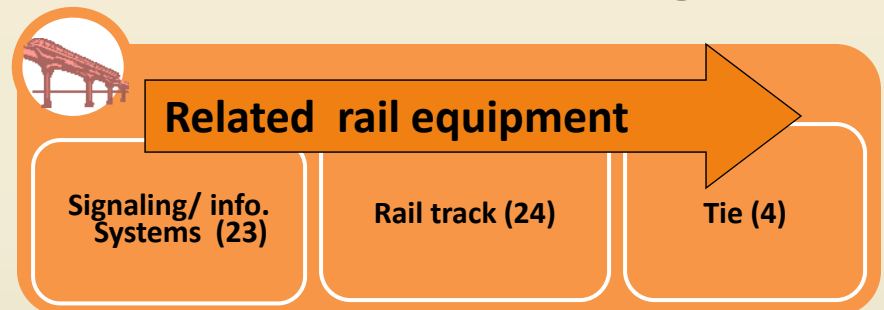 Related rail equipment
Signaling/ info.
Systems (23)
Rail track (24)
Tie (4)